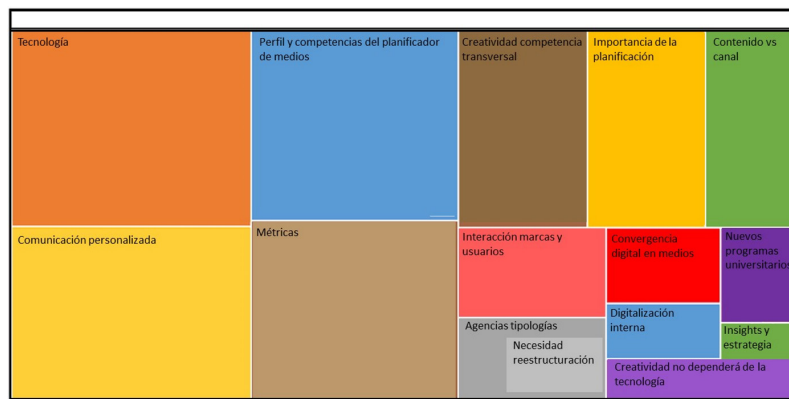 Tecnología
Perfil y competencias del planificador
de medios
Creatividad competencia
transversal
Importancia de la
planificación
Contenido vs
canal
Comunicación personalizada
Métricas
Interacción marcas y
usuarios
Convergencia
digital en medios
Nuevos
programas
universitarios
Agencias tipologías
Necesidad
reestructuración
Digitalización
interna
Insights y
estrategia
Creatividad no dependerá de la
tecnología